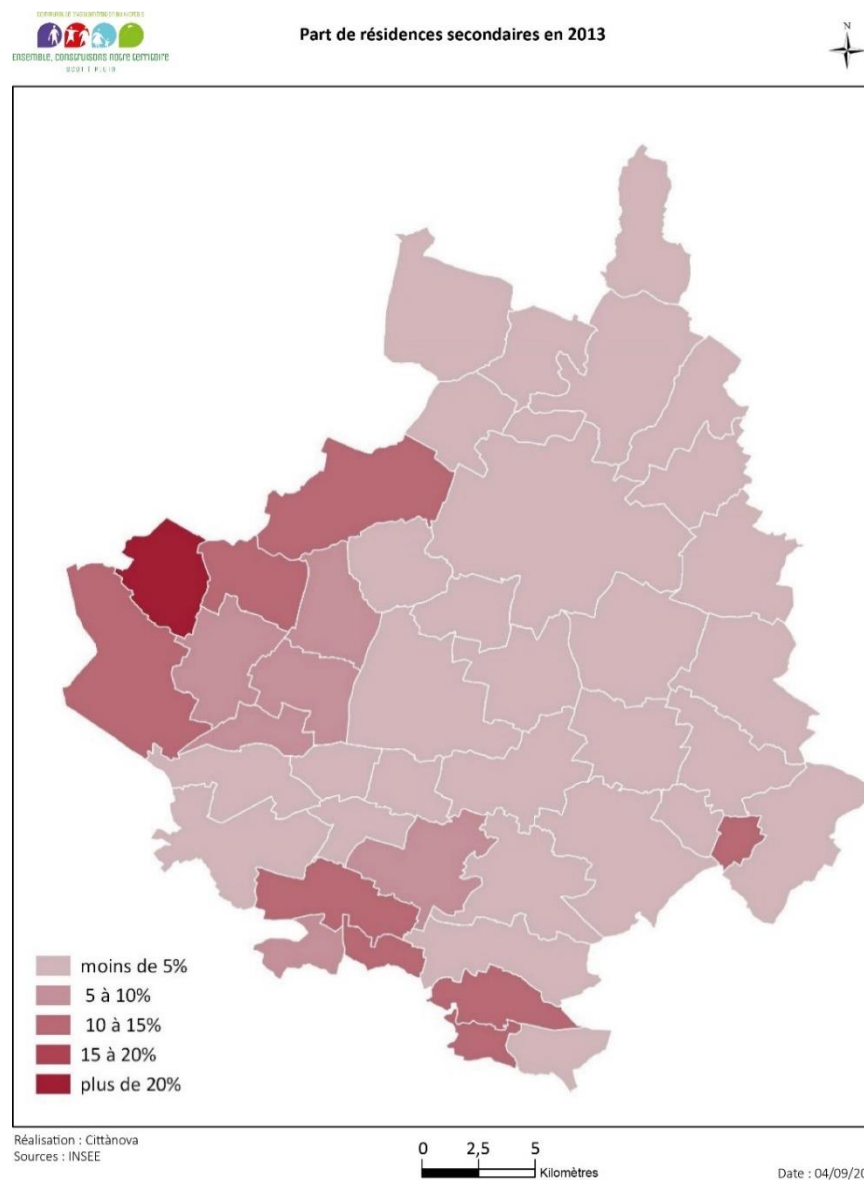 ENSEMBLE, CONSTRUISONS NOTRE TERRITOIRE
Part de résidences secondaires en 2013
N
moins de 5%
5 à 10%
10 à 15%
15 à 20%
plus de 20%
Réalisation : Cittànova
Sources : INSEE
0 2,5 5
Kilomètres
Date : 04/09/20